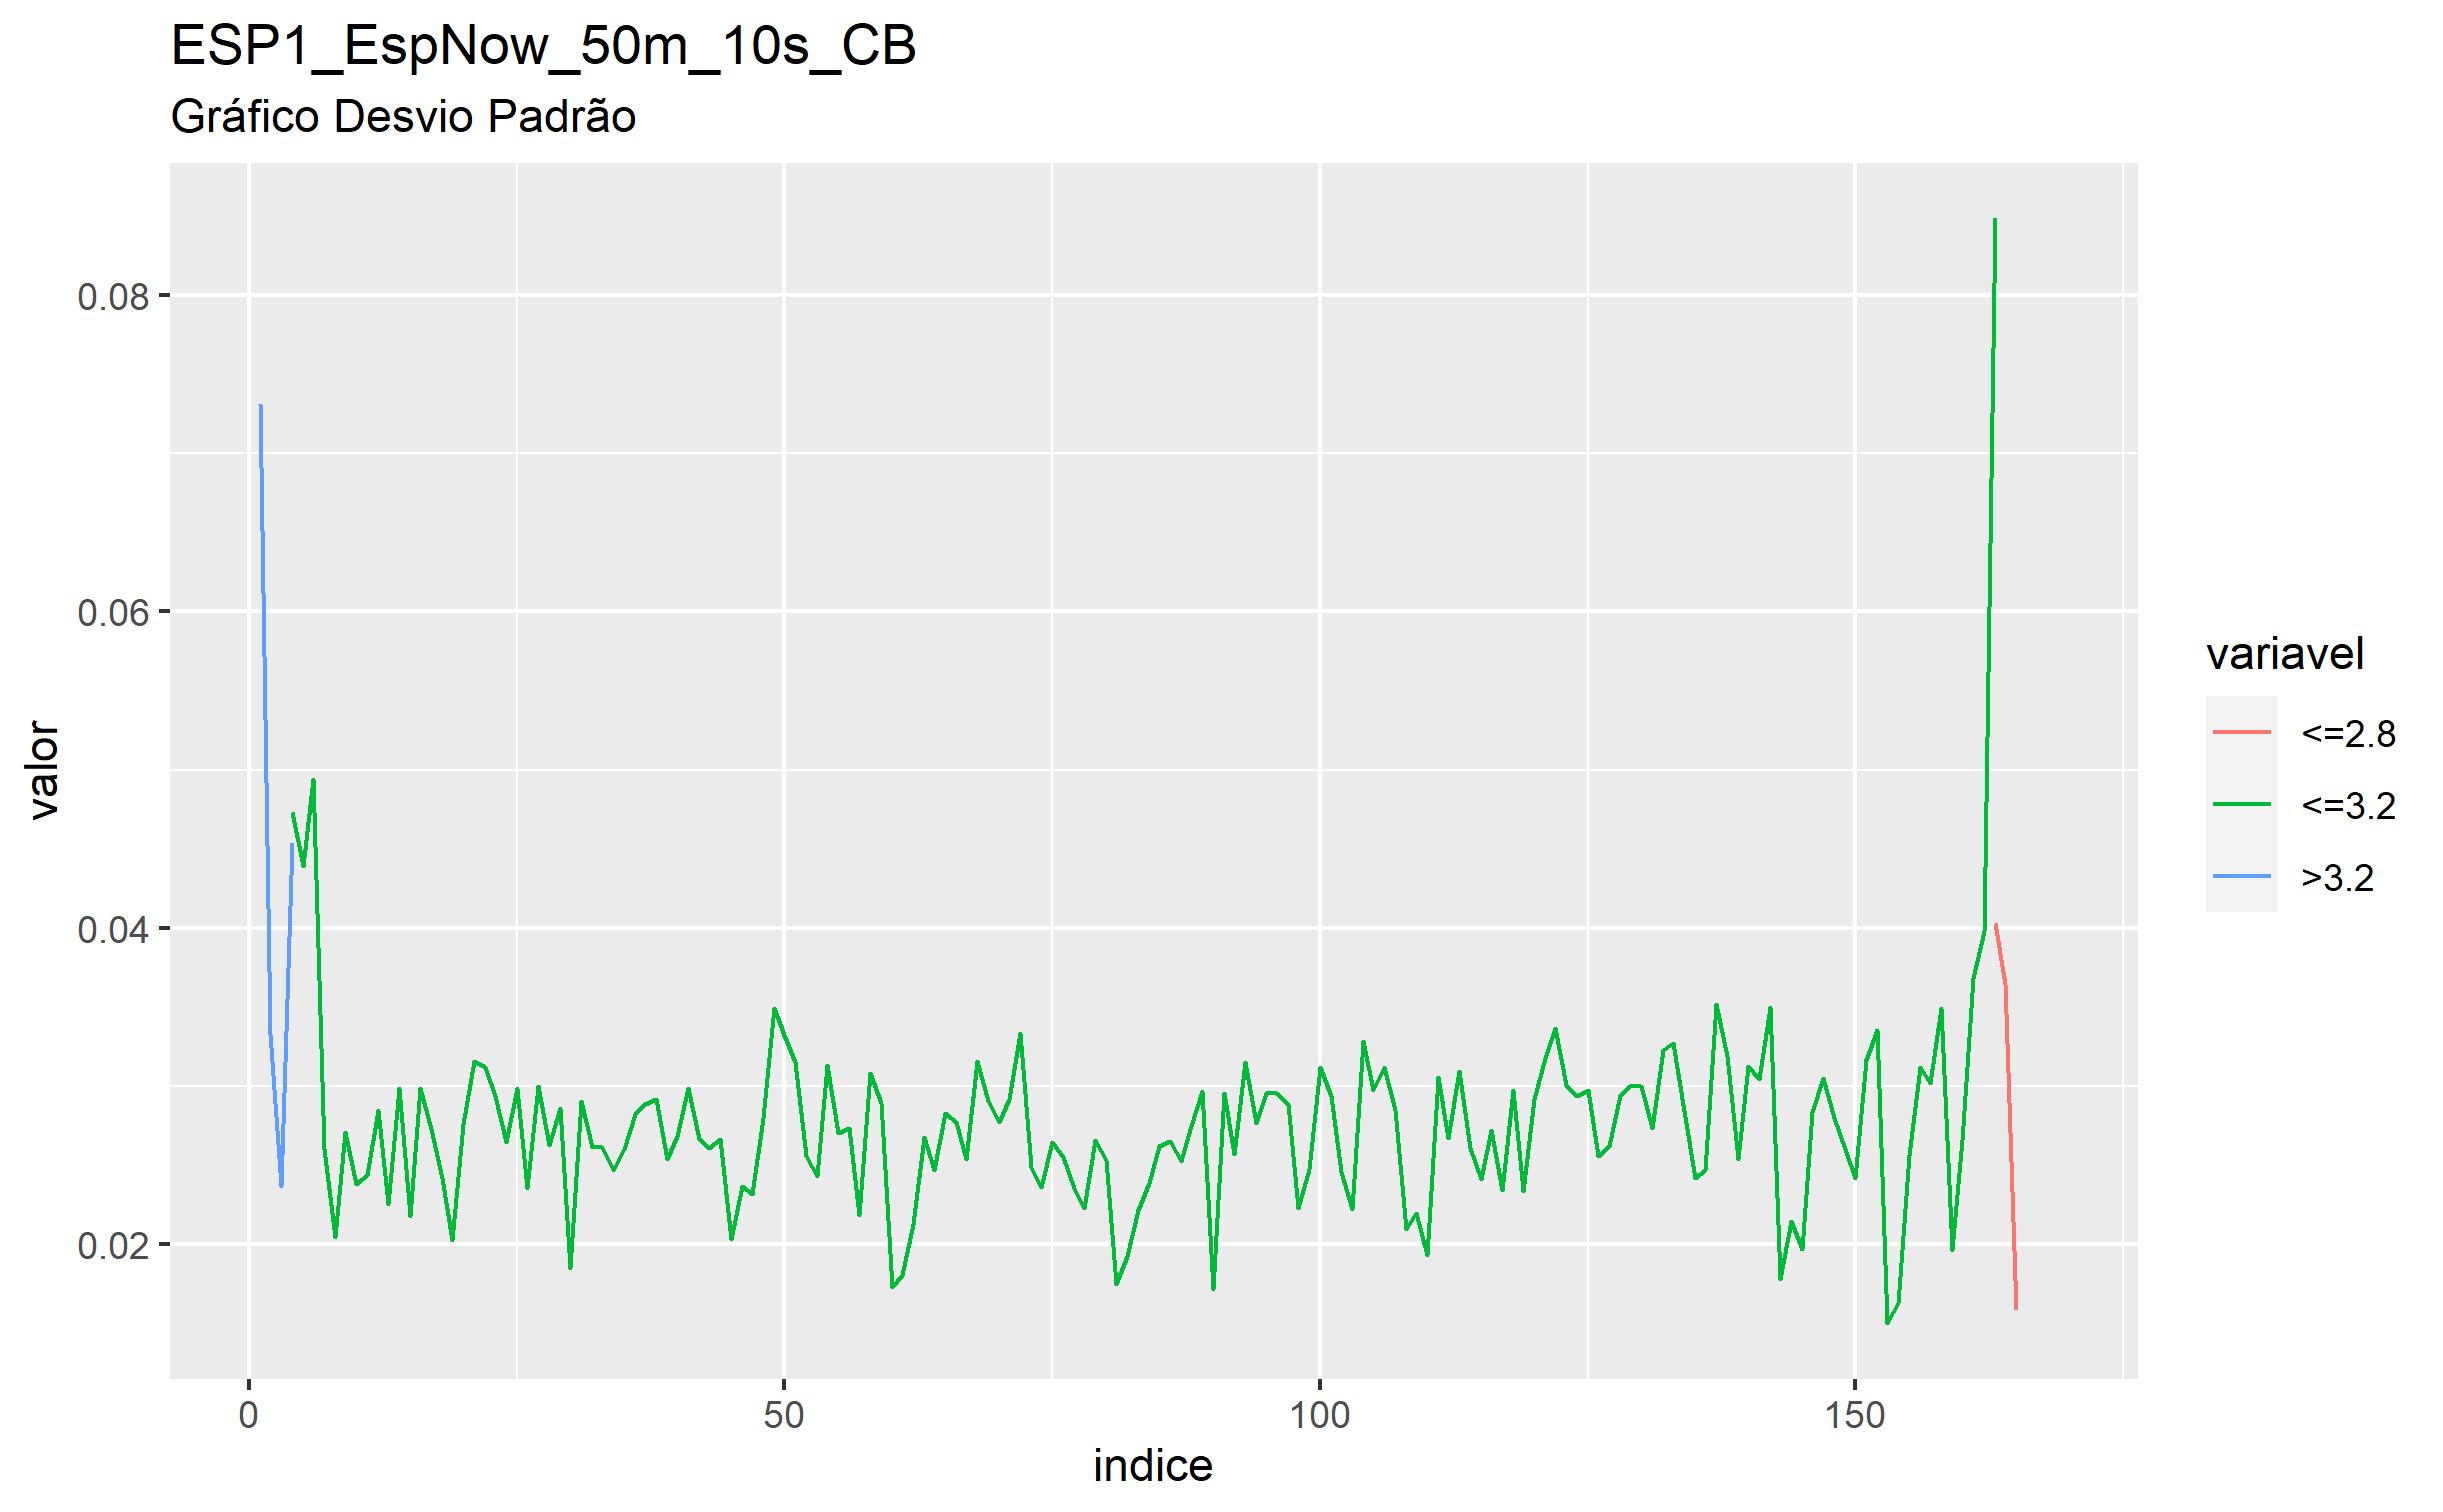 ESP1_EspNow_50m_10s_CB
Gráfico Desvio Padrão
0.08
0.06
0.04
0.02
valor
0
50
100
150
indice
variavel
<=2.8
<=3.2
>3.2